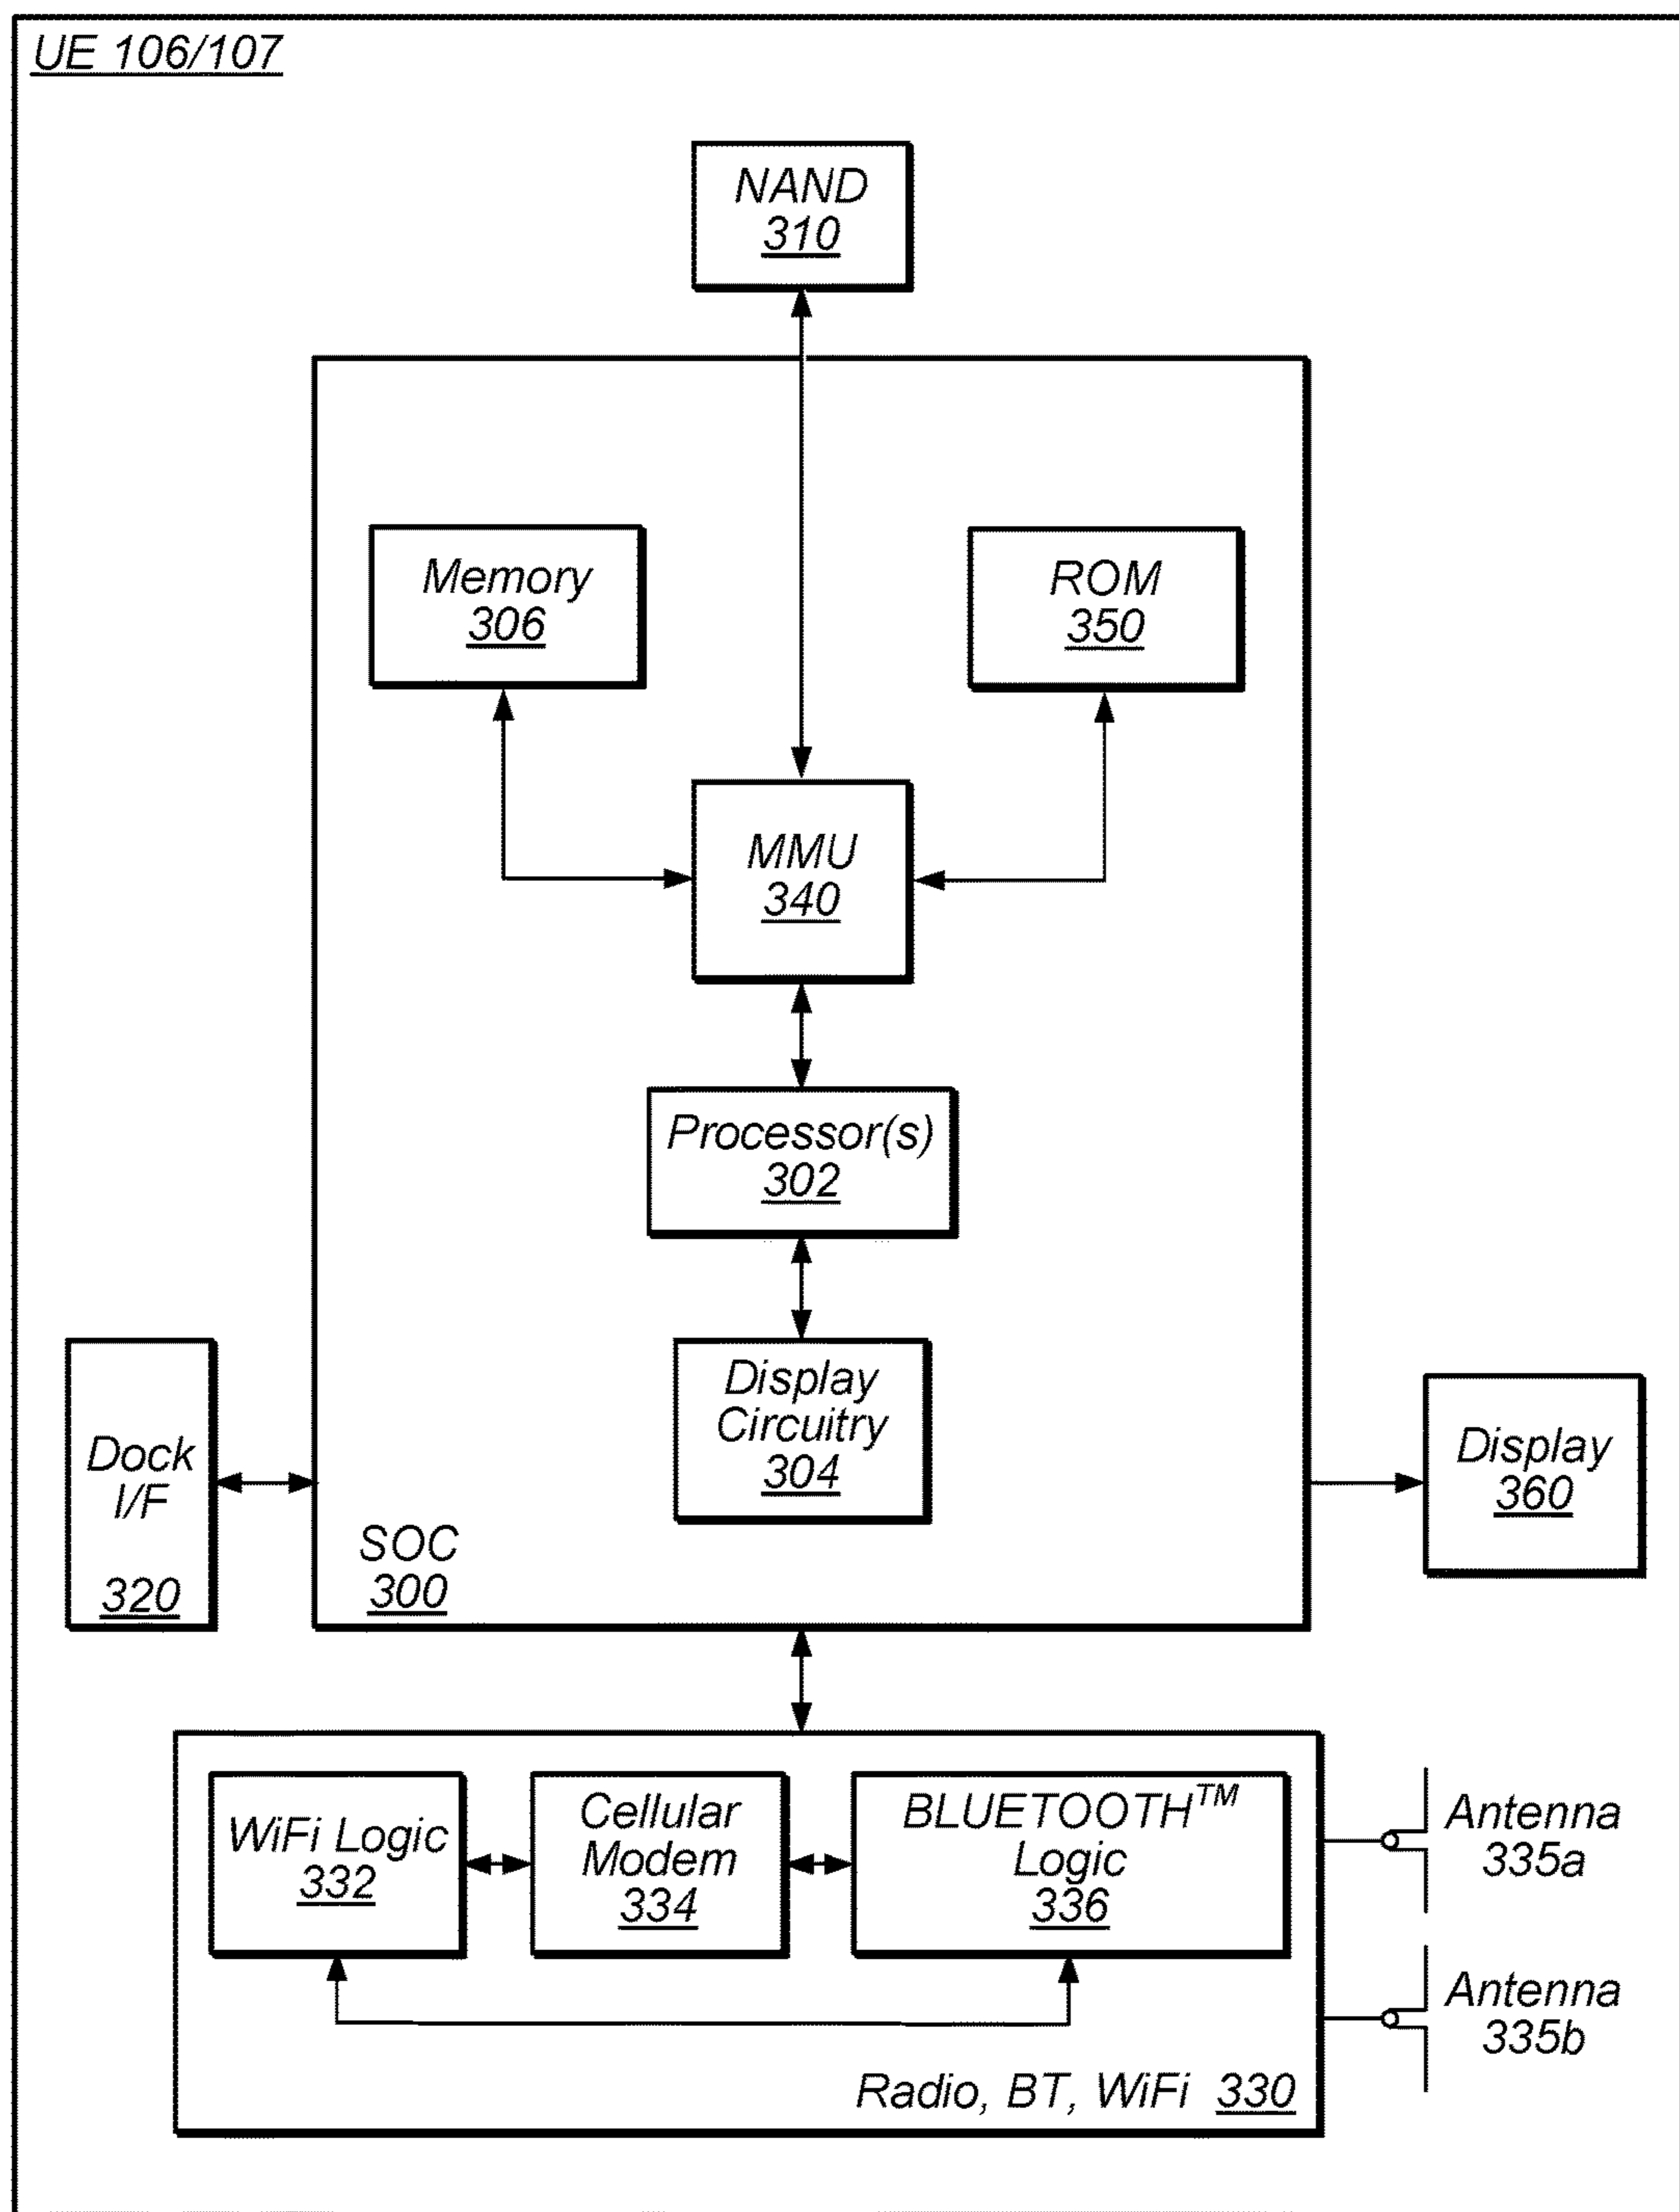 UE 106/107
NAND
310
Memory
306
ROM
350
MMU
340
Processor(s)
302
Display
Circuitry
304
Dock
I/F
320
SOC
300
Display
360
WiFi Logic
332
Cellular
Modem
334
BLUETOOTH™
Logic
336
Antenna
335a
Antenna
335b
Radio, BT, WiFi 330